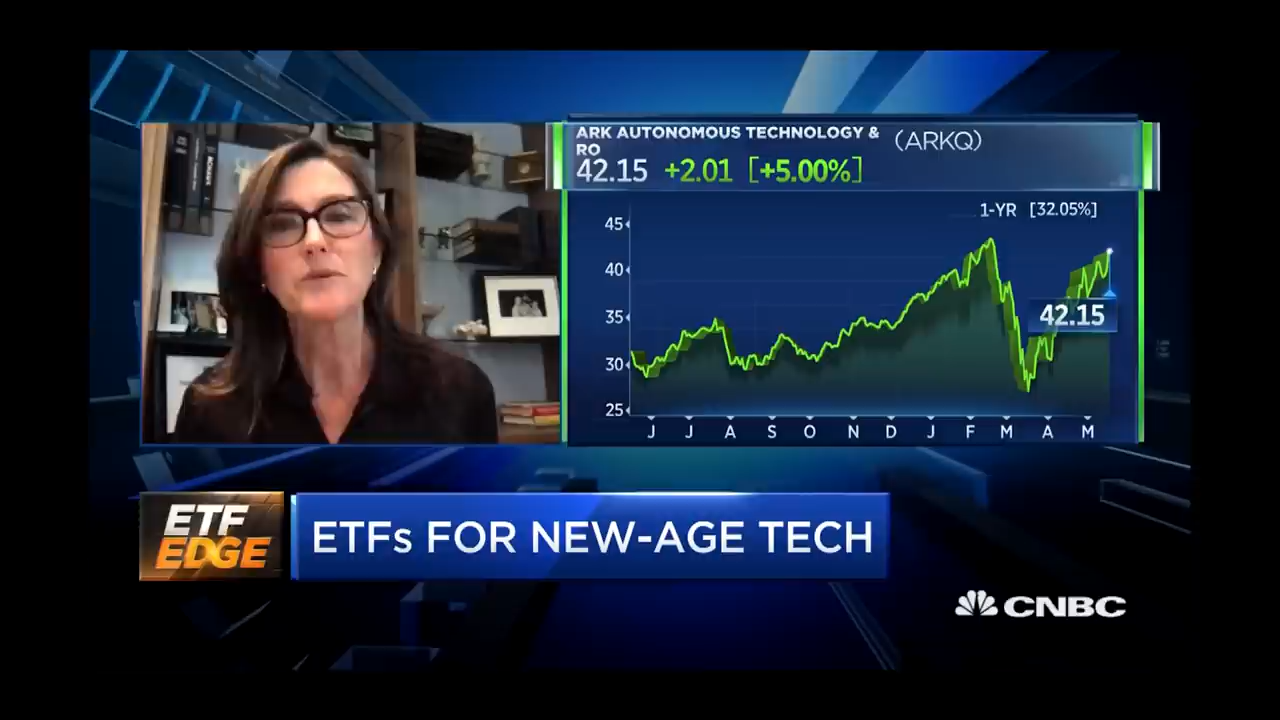 ARK AUTONOMOUS TECHNOLOGY &
RO
(ARKQ)
42.15 +2.01 [+5.00%]
1-YR [32.05%]
45
40
35
30
25
42.15
J J A S O N D J F M A M
ETF
EDGE
ETFs FOR NEW-AGE TECH
CNBC